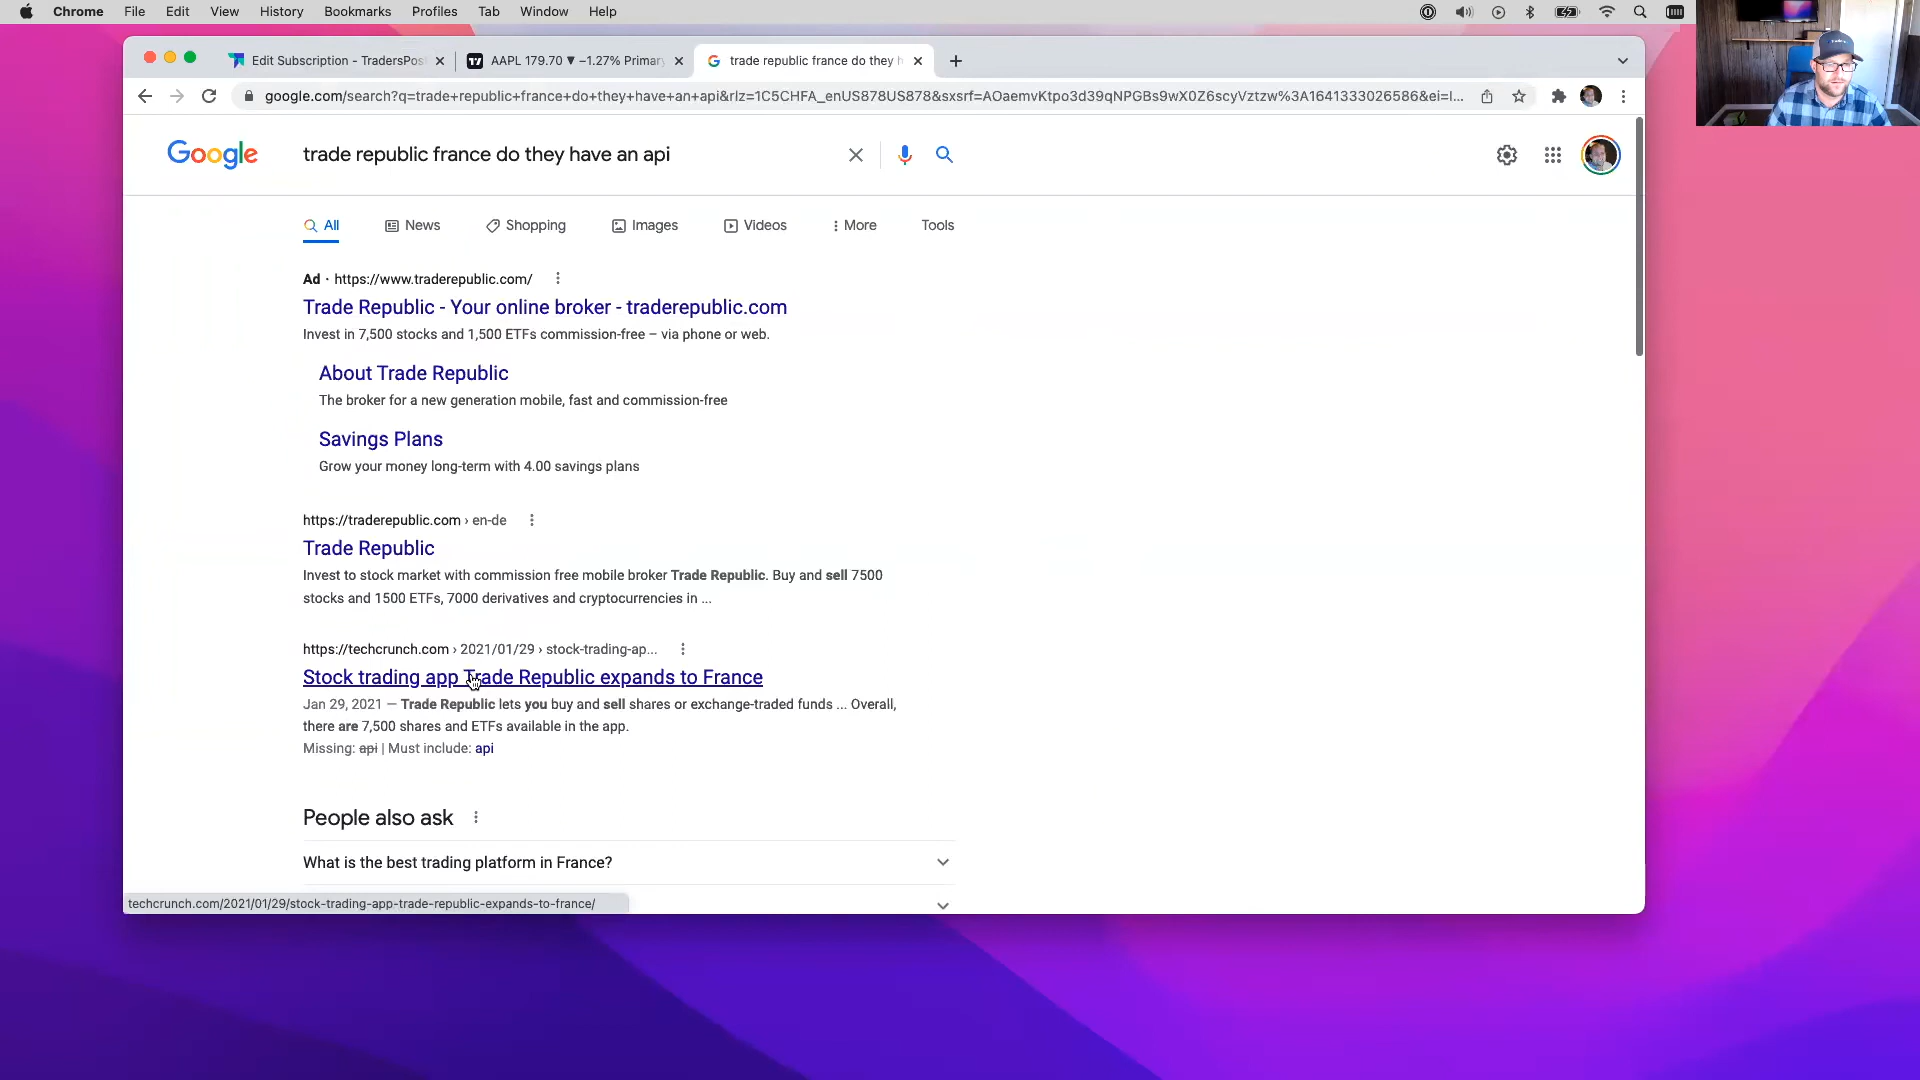 Chrome File Edit View History Bookmarks Profiles Tab Window Help
Edit Subscription - TradersPos
AAPL 179.70 ▼ −1.27% Primary
trade republic france do they h
google.com/search?q=trade+republic+france+do+they+have+an+api&rlz=1C5CHFA_enUS878US878&sxsrf=AOaemvKtpo3d39qNPGBs9wX0Z6scyVztzw%3A1641333026586&ei=I...
Google
trade republic france do they have an api
All News Shopping Images Videos More Tools
Ad · https://www.traderepublic.com/
Trade Republic - Your online broker - traderepublic.com
Invest in 7,500 stocks and 1,500 ETFs commission-free – via phone or web.
About Trade Republic
The broker for a new generation mobile, fast and commission-free
Savings Plans
Grow your money long-term with 4.00 savings plans
https://traderepublic.com › en-de
Trade Republic
Invest to stock market with commission free mobile broker Trade Republic. Buy and sell 7500
stocks and 1500 ETFs, 7000 derivatives and cryptocurrencies in ...
https://techcrunch.com › 2021/01/29 › stock-trading-ap...
Stock trading app Trade Republic expands to France
Jan 29, 2021 — Trade Republic lets you buy and sell shares or exchange-traded funds ... Overall,
there are 7,500 shares and ETFs available in the app.
Missing: api | Must include: api
People also ask
What is the best trading platform in France?
techcrunch.com/2021/01/29/stock-trading-app-trade-republic-expands-to-france/